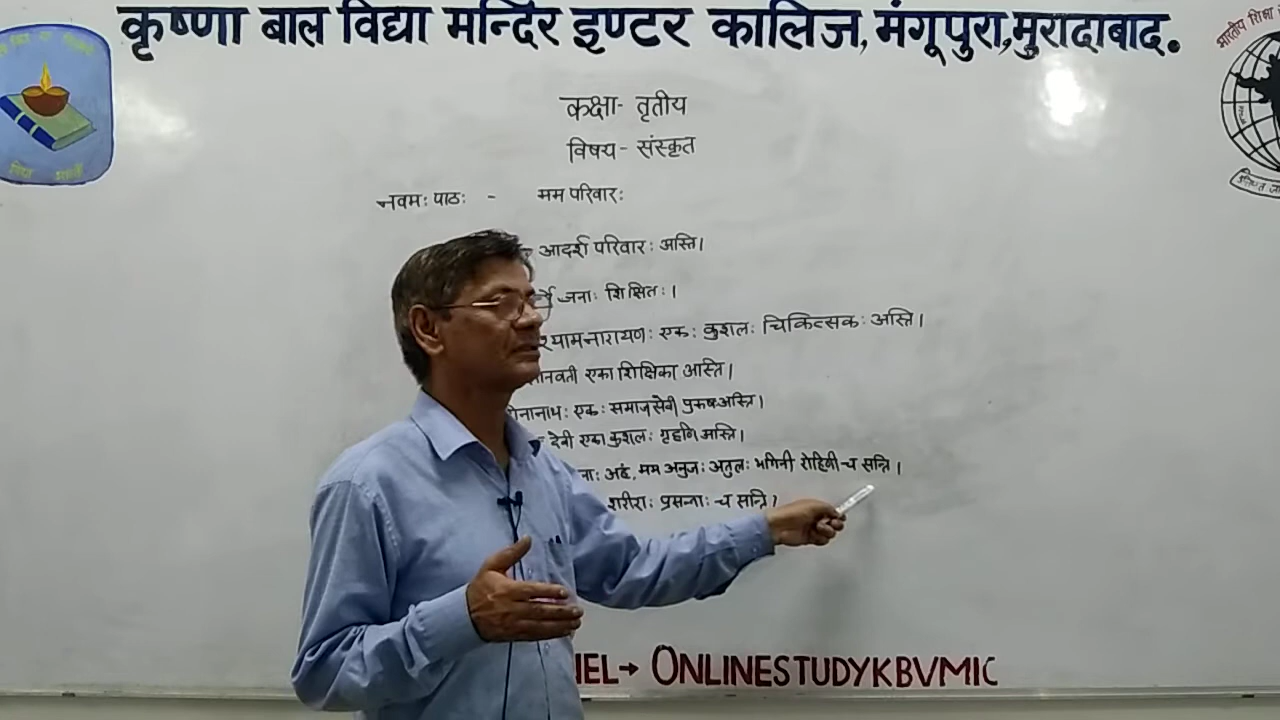 कृष्णा बाल विद्या मन्दिर इण्टर कालिज, मंगूपुरा, मुरादाबाद.
कक्षा- तृतीय
विषय- संस्कृत
नवमः पाठः - मम परिवारः
आदर्श परिवारः अस्ति।
जनाः शिक्षितः।
श्यामनारायणः एकः कुशलः चिकित्सकः अस्ति।
एका शिक्षिका अस्ति।
एकः समाजसेवी पुरुषः अस्ति।
देवी एका कुशलः गृहणि अस्ति।
अहं, मम अनुजः अतुलः भगिनी रोहिणी च सन्ति।
शरीराः प्रसन्नाः च सन्ति।
→ ONLINESTUDYKBVMIC